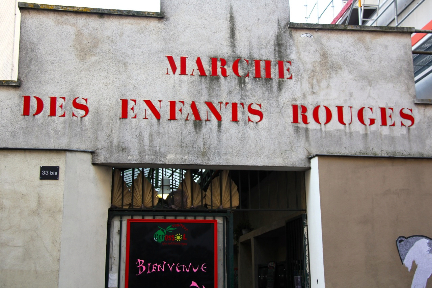 MARCHE
DES ENFANTS ROUGES
33 bis
BIENVENUE